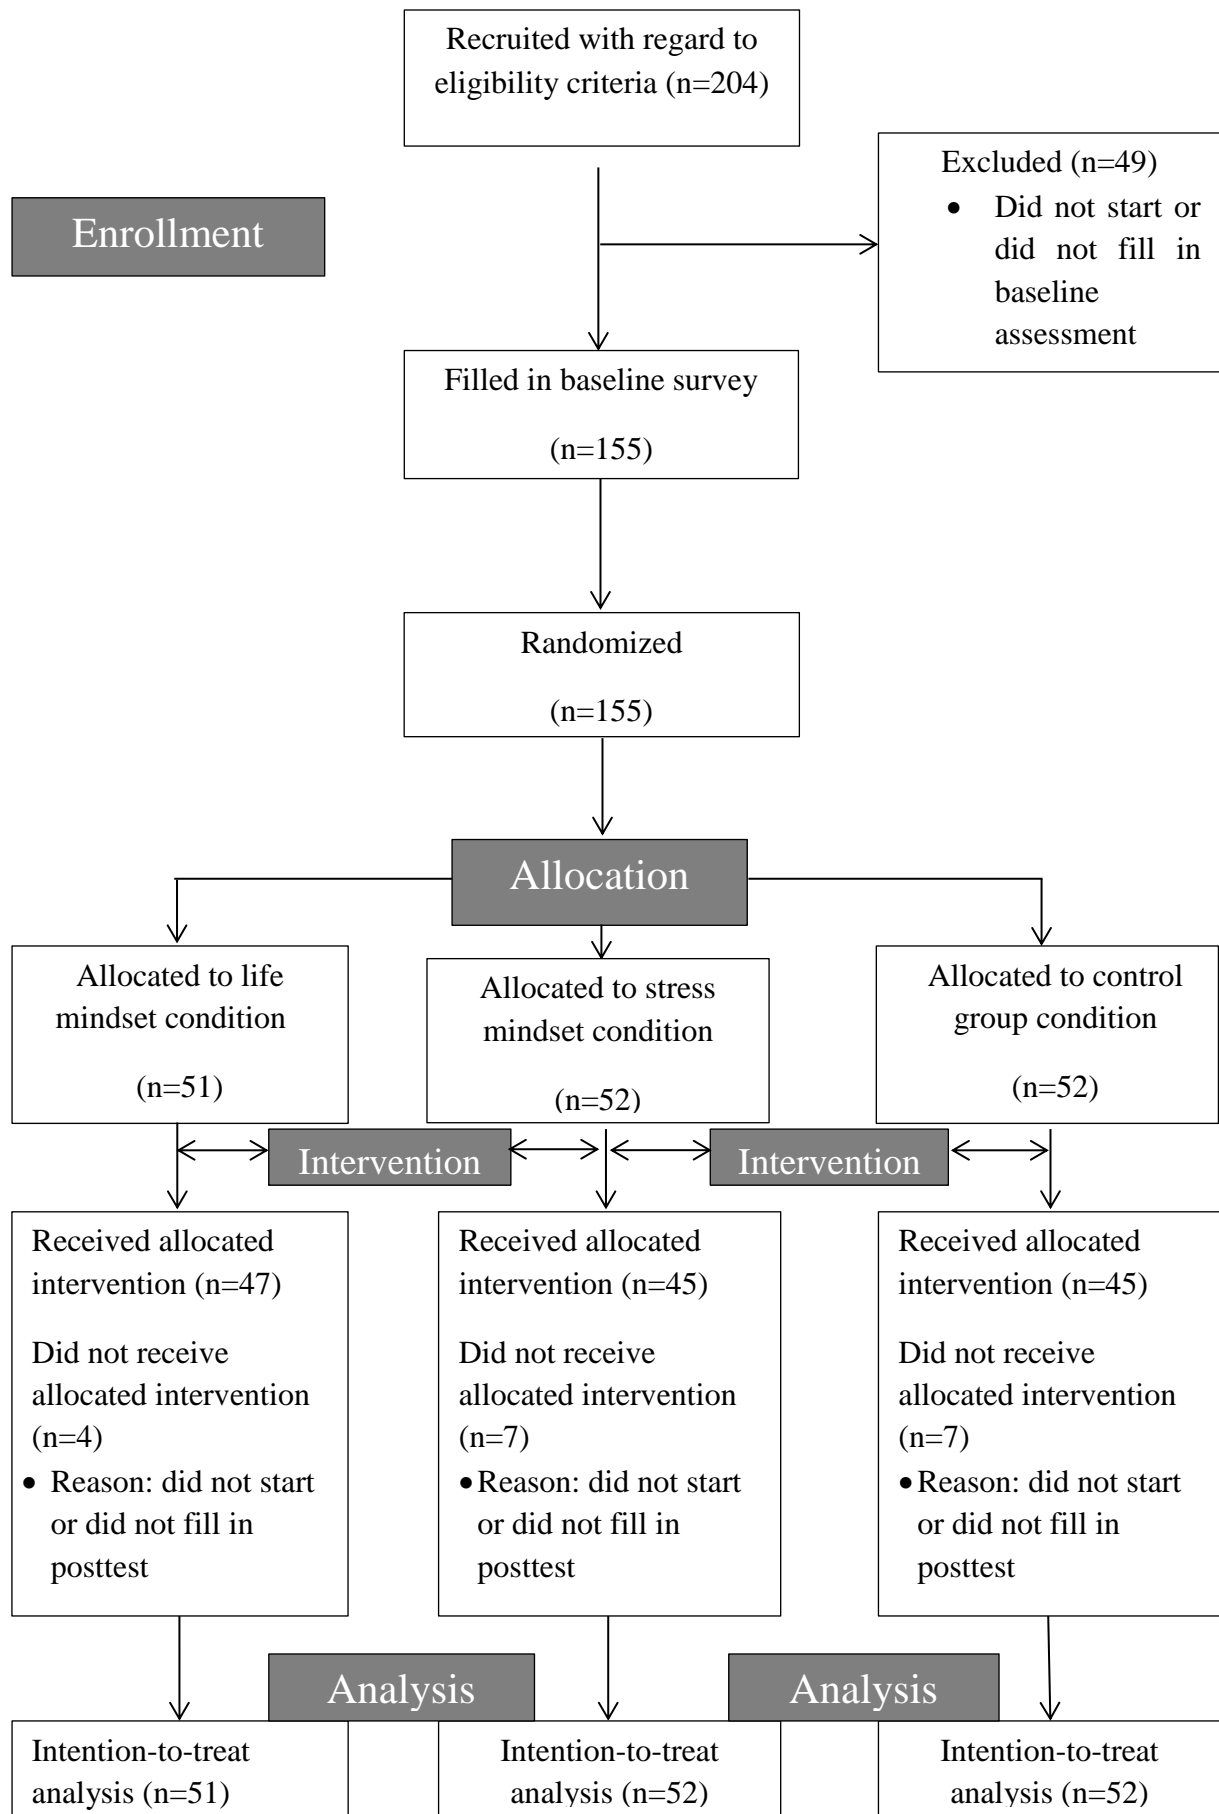 Recruited with regard to
eligibility criteria (n=204)
Excluded (n=49)
• Did not start or
did not fill in
baseline
assessment
Enrollment
Filled in baseline survey
(n=155)
Randomized
(n=155)
Allocation
Allocated to life
mindset condition
(n=51)
Allocated to stress
mindset condition
(n=52)
Allocated to control
group condition
(n=52)
Intervention
Intervention
Received allocated
intervention (n=47)
Did not receive
allocated intervention
(n=4)
• Reason: did not start
or did not fill in
posttest
Received allocated
intervention (n=45)
Did not receive
allocated intervention
(n=7)
• Reason: did not start
or did not fill in
posttest
Received allocated
intervention (n=45)
Did not receive
allocated intervention
(n=7)
• Reason: did not start
or did not fill in
posttest
Analysis
Analysis
Intention-to-treat
analysis (n=51)
Intention-to-treat
analysis (n=52)
Intention-to-treat
analysis (n=52)